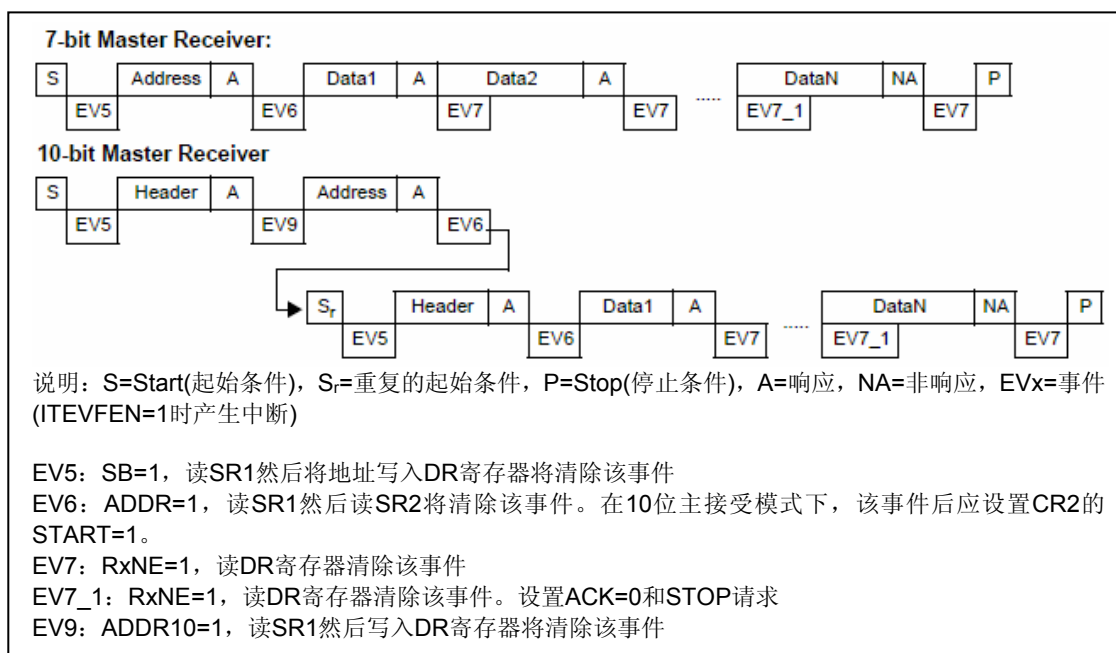 7-bit Master Receiver:
S Address A Data1 A Data2 A ..... DataN NA P
EV5 EV6 EV7 EV7 EV7_1 EV7
10-bit Master Receiver
S Header A Address A
EV5 EV9 EV6
Sr Header A Data1 A ..... DataN NA P
EV5 EV6 EV7 EV7_1 EV7
说明：S=Start(起始条件)，Sr=重复的起始条件，P=Stop(停止条件)，A=响应，NA=非响应，EVx=事件
(ITEVFEN=1时产生中断)
EV5：SB=1，读SR1然后将地址写入DR寄存器将清除该事件
EV6：ADDR=1，读SR1然后读SR2将清除该事件。在10位主接受模式下，该事件后应设置CR2的
START=1。
EV7：RxNE=1，读DR寄存器清除该事件
EV7_1：RxNE=1，读DR寄存器清除该事件。设置ACK=0和STOP请求
EV9：ADDR10=1，读SR1然后写入DR寄存器将清除该事件